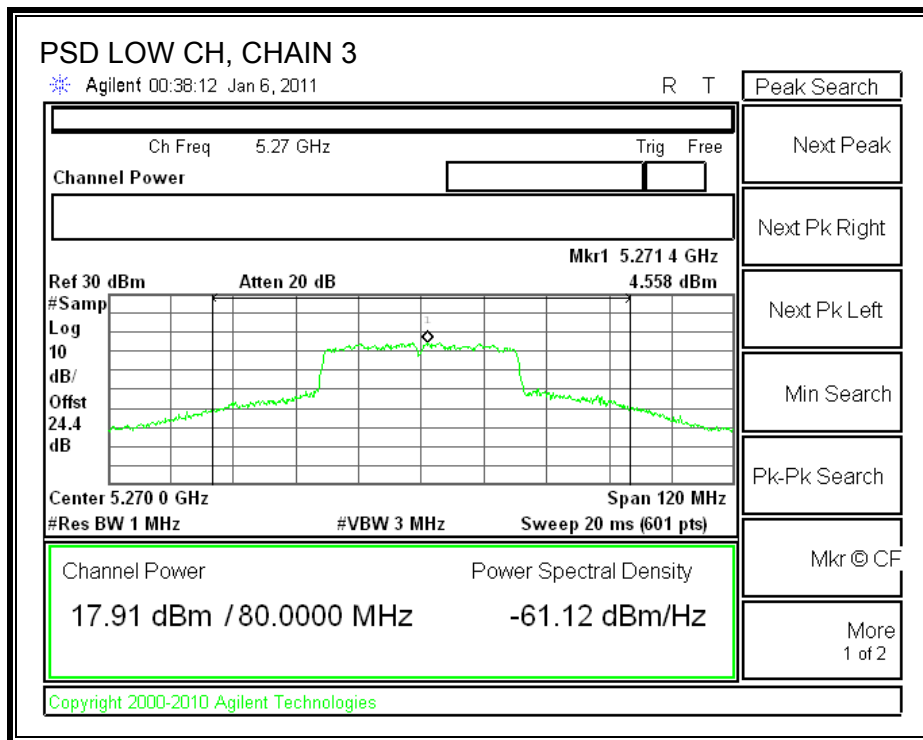 PSD LOW CH, CHAIN 3
Agilent 00:38:12 Jan 6, 2011 R T
Peak Search
Ch Freq 5.27 GHz Trig Free
Channel Power
Mkr1 5.271 4 GHz
Ref 30 dBm Atten 20 dB 4.558 dBm
#Samp
Log
10
dB/
Offst
24.4
dB
1
Center 5.270 0 GHz Span 120 MHz
#Res BW 1 MHz #VBW 3 MHz Sweep 20 ms (601 pts)
Channel Power Power Spectral Density
17.91 dBm / 80.0000 MHz -61.12 dBm/Hz
Copyright 2000-2010 Agilent Technologies
Next Peak
Next Pk Right
Next Pk Left
Min Search
Pk-Pk Search
Mkr © CF
More
1 of 2